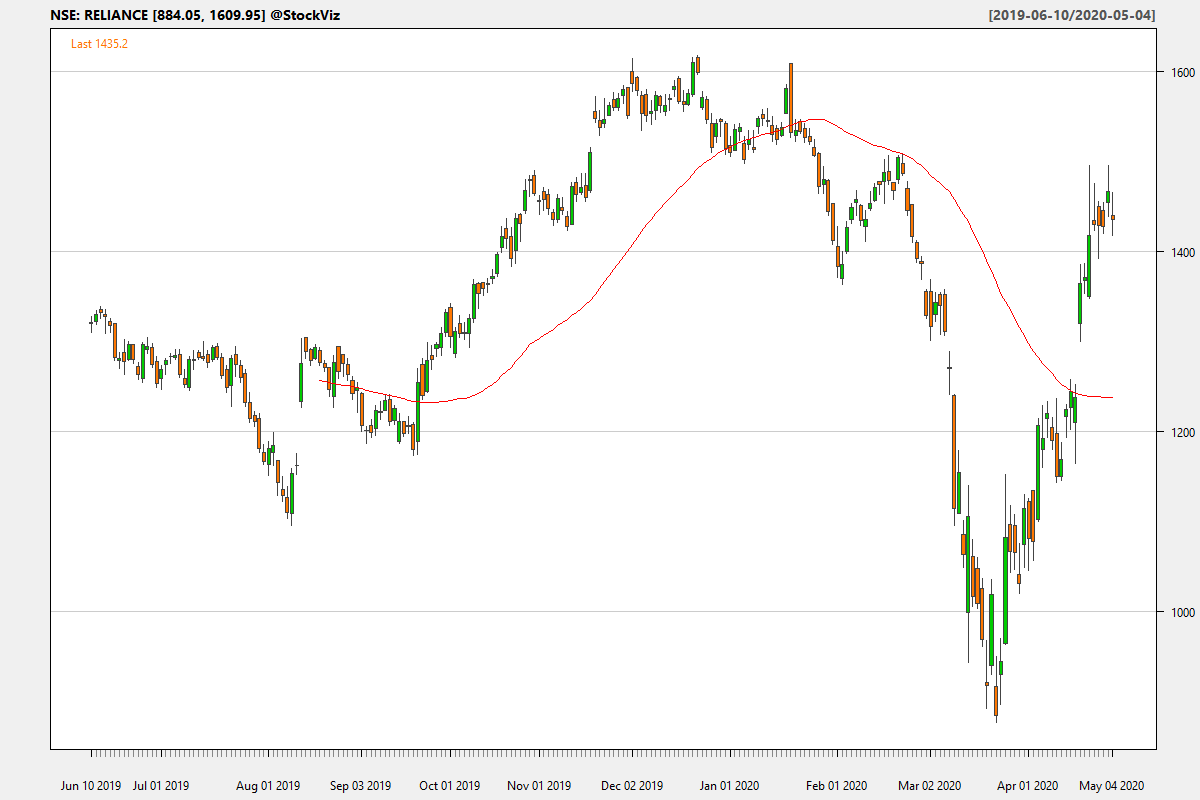 NSE: RELIANCE [884.05, 1609.95] @StockViz
[2019-06-10/2020-05-04]
Last 1435.2
1600
1400
1200
1000
Jun 10 2019 Jul 01 2019 Aug 01 2019 Sep 03 2019 Oct 01 2019 Nov 01 2019 Dec 02 2019 Jan 01 2020 Feb 01 2020 Mar 02 2020 Apr 01 2020 May 04 2020